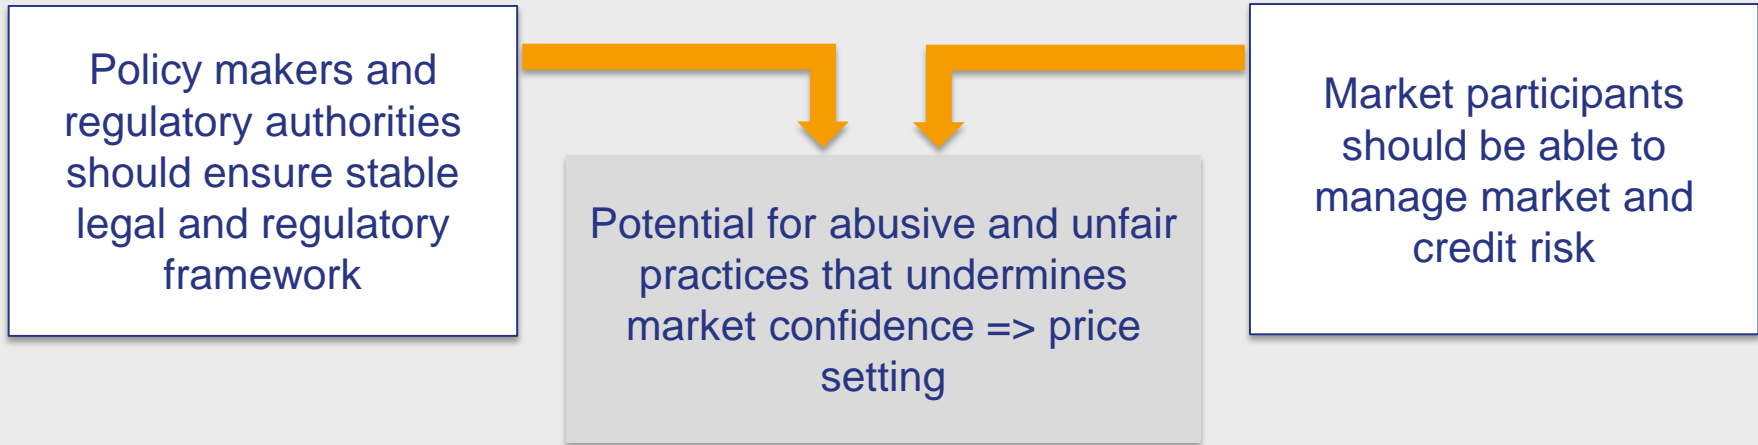 Policy makers and
regulatory authorities
should ensure stable
legal and regulatory
framework
Potential for abusive and unfair
practices that undermines
market confidence => price
setting
Market participants
should be able to
manage market and
credit risk